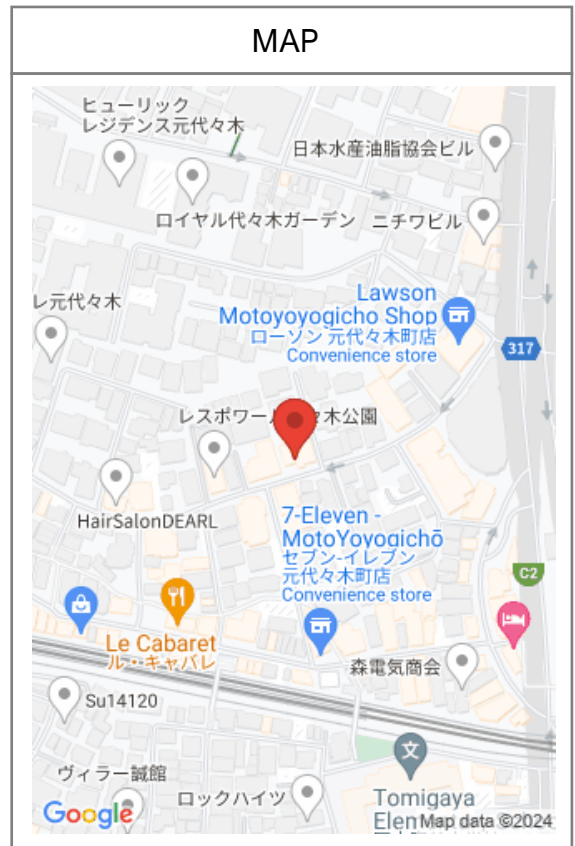 MAP
ヒューリック
レジデンス元代々木
日本水産油脂協会ビル
ロイヤル代々木ガーデン
ニチワビル
Lawson
Motoyoyogicho Shop
ローソン 元代々木町店
Convenience store
レ元代々木
317
レスポワール
々木公園
HairSalonDEARL
7-Eleven -
MotoYoyogichō
セブン-イレブン
元代々木町店
Convenience store
C2
Le Cabaret
ル・キャバレ
森電気商会
Su14120
文
ヴィラー誠館
ロックハイツ
Tomigaya
Elem
Google
Map data ©2024